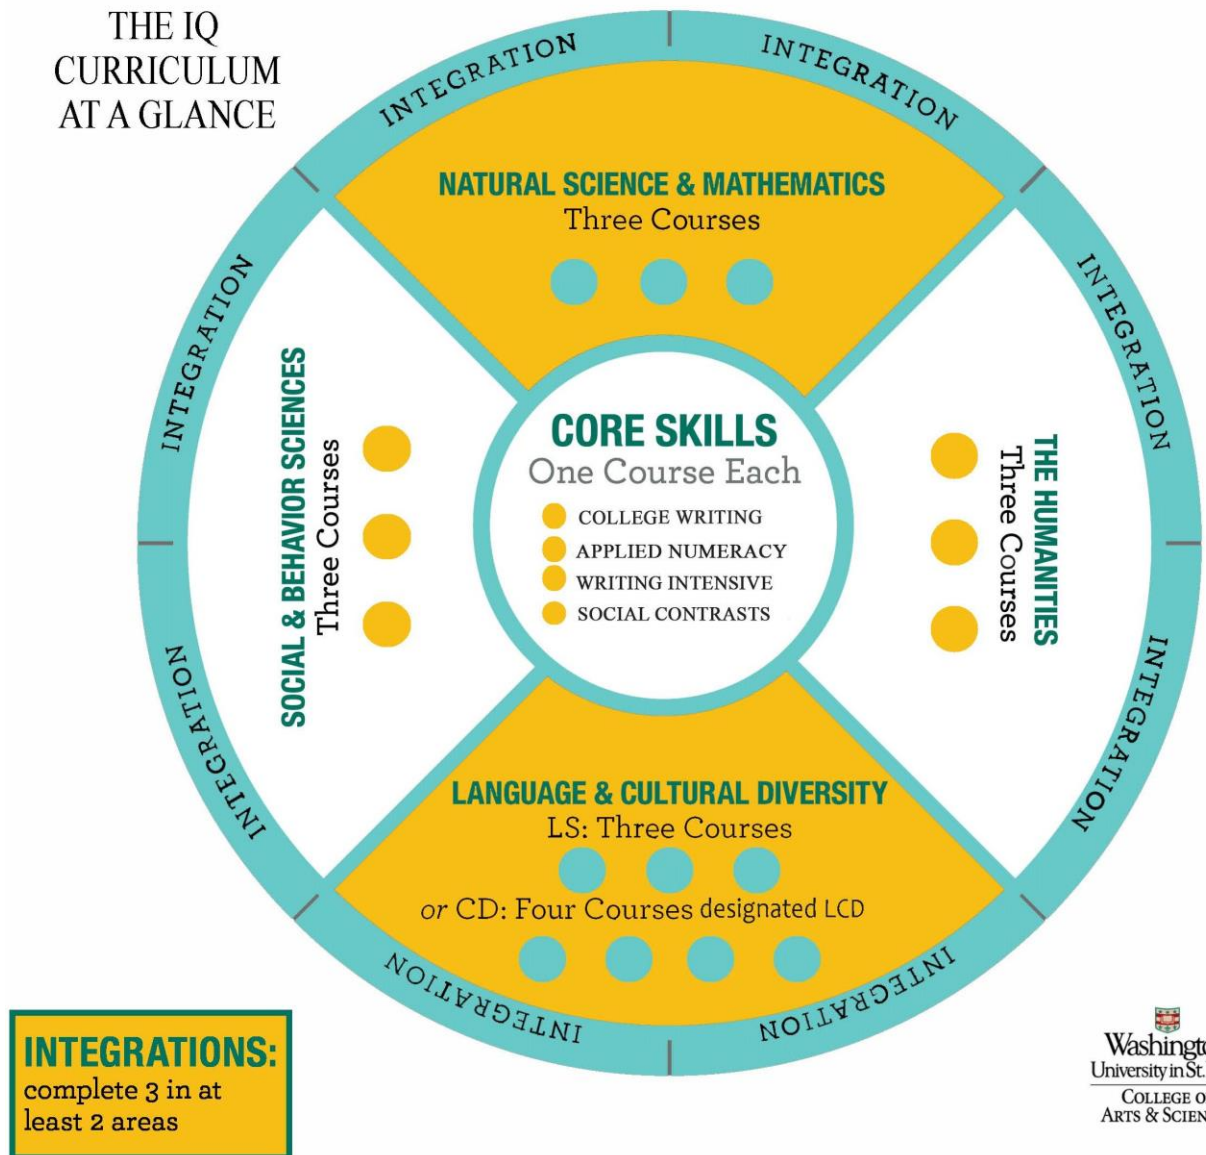 THE IQ
CURRICULUM
AT A GLANCE
INTEGRATION
INTEGRATION
NATURAL SCIENCE & MATHEMATICS
Three Courses
INTEGRATION
INTEGRATION
SOCIAL & BEHAVIOR SCIENCES
Three Courses
CORE SKILLS
One Course Each
COLLEGE WRITING
APPLIED NUMERACY
WRITING INTENSIVE
SOCIAL CONTRASTS
THE HUMANITIES
Three Courses
INTEGRATION
INTEGRATION
LANGUAGE & CULTURAL DIVERSITY
LS: Three Courses
or CD: Four Courses designated LCD
INTEGRATION
INTEGRATION
INTEGRATIONS:
complete 3 in at
least 2 areas
University in St.
COLLEGE
ARTS &